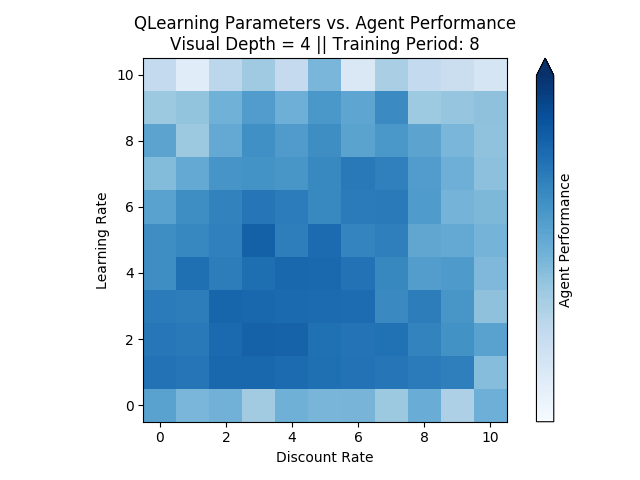 QLearning Parameters vs. Agent Performance
Visual Depth = 4 || Training Period: 8
10
8
6
4
2
0
Learning Rate
0 2 4 6 8 10
Discount Rate
Agent Performance